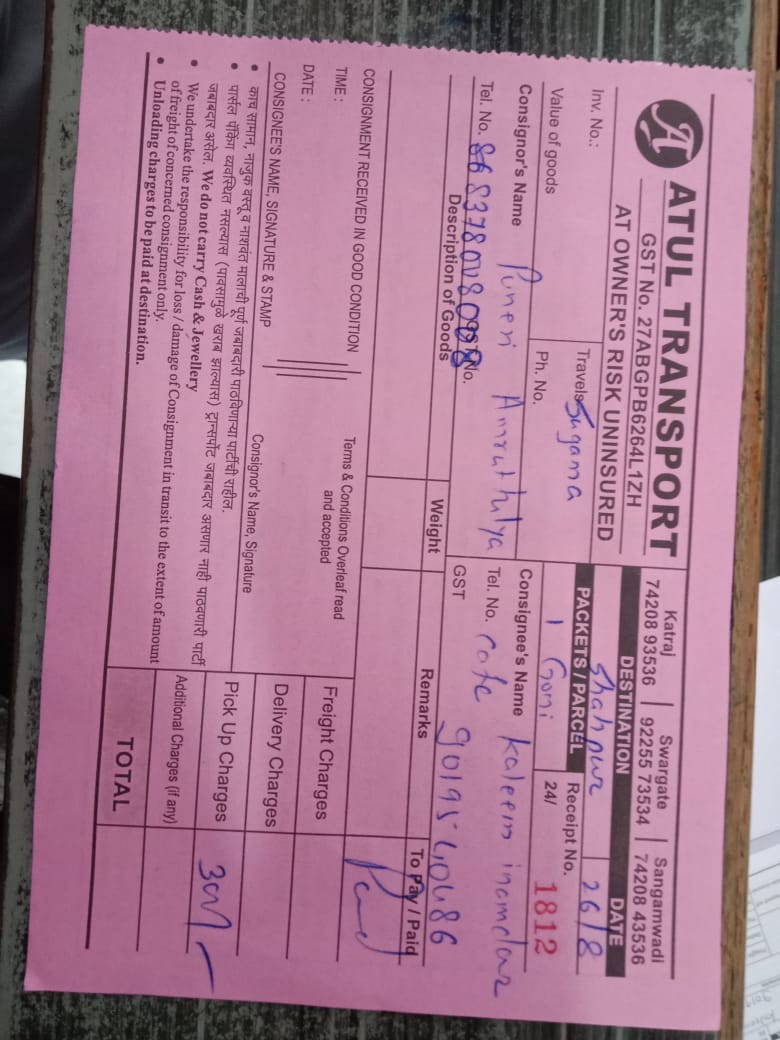 A ATUL TRANSPORT
GST No. 27ABGPB6264L1ZH
AT OWNER'S RISK UNINSURED
Katraj Swargate Sangamwadi
74208 93536 | 92255 73534 | 74208 43536
DESTINATION DATE
Shahpur 26/8
Inv. No.: Travels Sugama
PACKETS / PARCEL Receipt No.
Value of goods Ph. No.
1 Goni 24/ 1812
Consignor's Name Puneri Amruthlya
Consignee's Name Kaleem inamdar
Tel. No. GST No.
Tel. No. Cafe
GST
Description of Goods Weight Remarks To Pay / Paid
Paid
CONSIGNMENT RECEIVED IN GOOD CONDITION
TIME :
DATE :
Terms & Conditions Overleaf read
and accepted
CONSIGNEE'S NAME, SIGNATURE & STAMP
Consignor's Name, Signature
Freight Charges
Delivery Charges
Pick Up Charges
Additional Charges (if any)
TOTAL
• काच सामान, नाजुक वस्तू व नाशवंत मालाची पूर्ण जबाबदारी पाठविणाऱ्या पार्टीची राहील.
• पार्सल पॅकिंग व्यवस्थित नसल्यास (पावसामुळे खराब झाल्यास) ट्रान्सपोर्ट जबाबदार असणार नाही पाठवणारी पार्टी
जबाबदार असेल. We do not carry Cash & Jewellery
• We undertake the responsibility for loss / damage of Consignment in transit to the extent of amount
of freight of concerned consignment only.
• Unloading charges to be paid at destination.